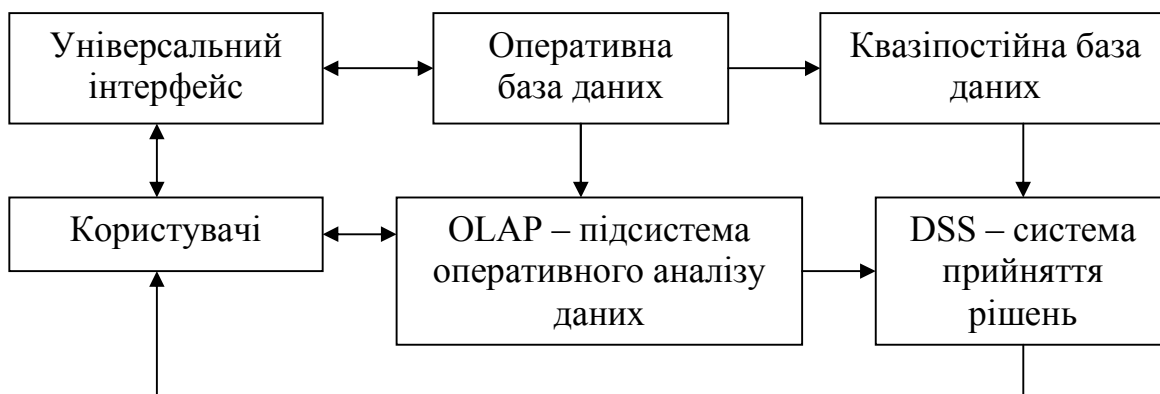 Універсальний
інтерфейс
Оперативна
база даних
Квазіпостійна база
даних
Користувачі
OLAP – підсистема
оперативного аналізу
даних
DSS – система
прийняття
рішень